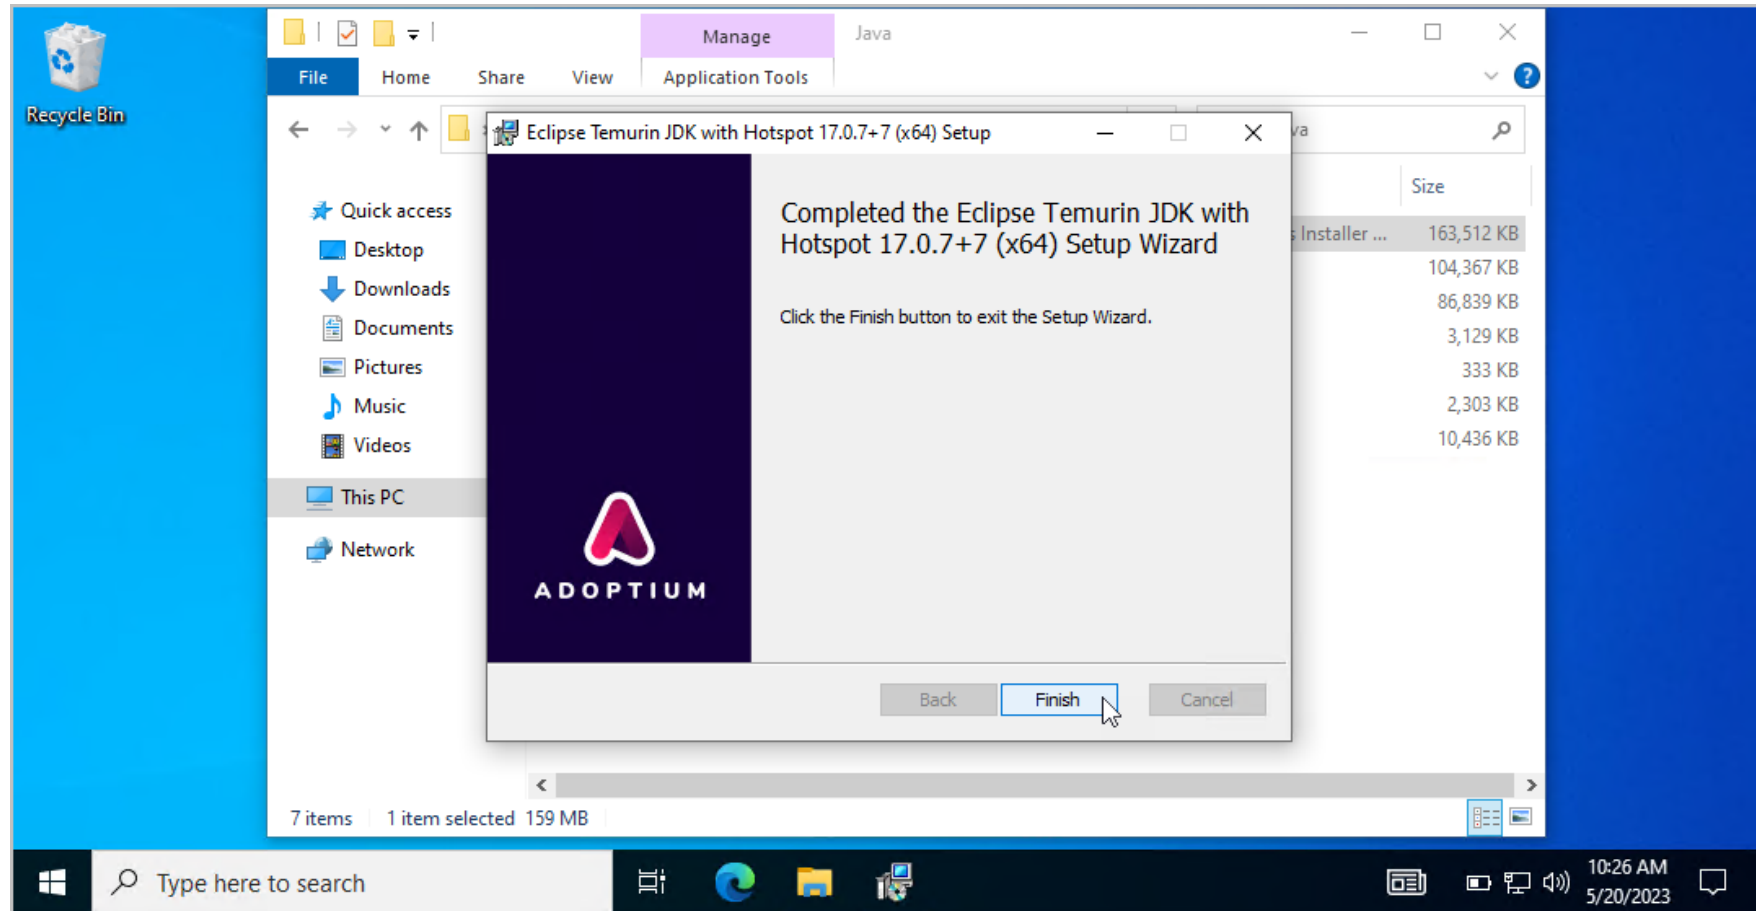 Recycle Bin
Manage
Java
File
Home
Share
View
Application Tools
?
va
Eclipse Temurin JDK with Hotspot 17.0.7+7 (x64) Setup
Completed the Eclipse Temurin JDK with
Hotspot 17.0.7+7 (x64) Setup Wizard
Click the Finish button to exit the Setup Wizard.
ADOPTIUM
Back
Finish
Cancel
Quick access
Desktop
Downloads
Documents
Pictures
Music
Videos
This PC
Network
Size
s Installer ...
163,512 KB
104,367 KB
86,839 KB
3,129 KB
333 KB
2,303 KB
10,436 KB
7 items
1 item selected 159 MB
Type here to search
10:26 AM
5/20/2023